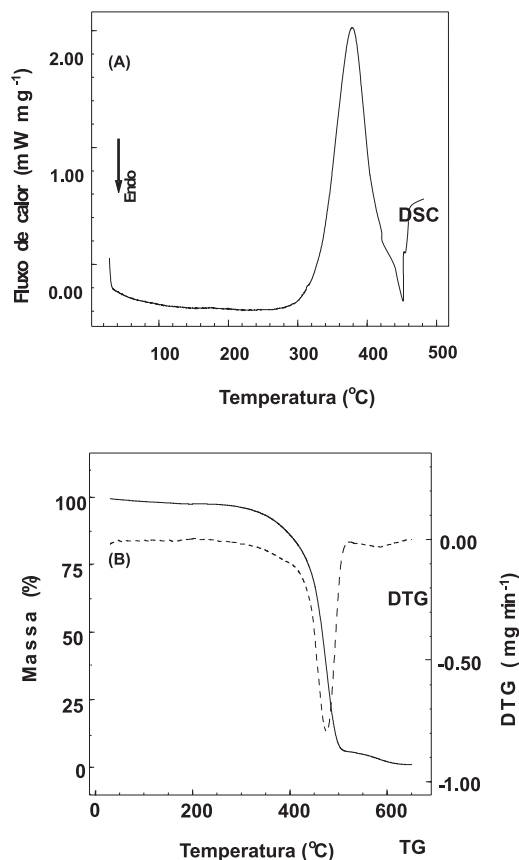 2.00
(A)
1.00
Endo
DSC
0.00
Fluxo de calor (mW mg-1)
100 200 300 400 500
Temperatura (oC)
100
0.00
75
(B)
DTG
50
-0.50
25
0
-1.00
Massa (%)
DTG (mg min-1)
0 200 400 600
Temperatura (oC) TG